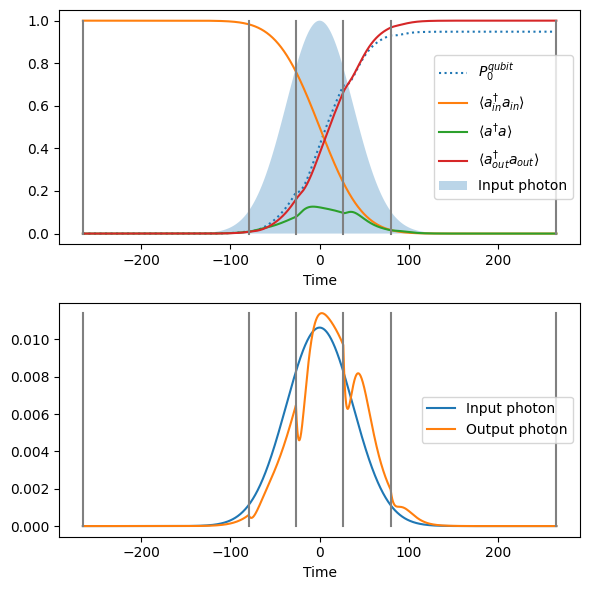 1.0
0.8
0.6
0.4
0.2
0.0
P_0^{qubit}
⟨a_{in}^† a_{in}⟩
⟨a^† a⟩
⟨a_{out}^† a_{out}⟩
Input photon
−200 −100 0 100 200
Time
0.010
0.008
0.006
0.004
0.002
0.000
Input photon
Output photon
−200 −100 0 100 200
Time